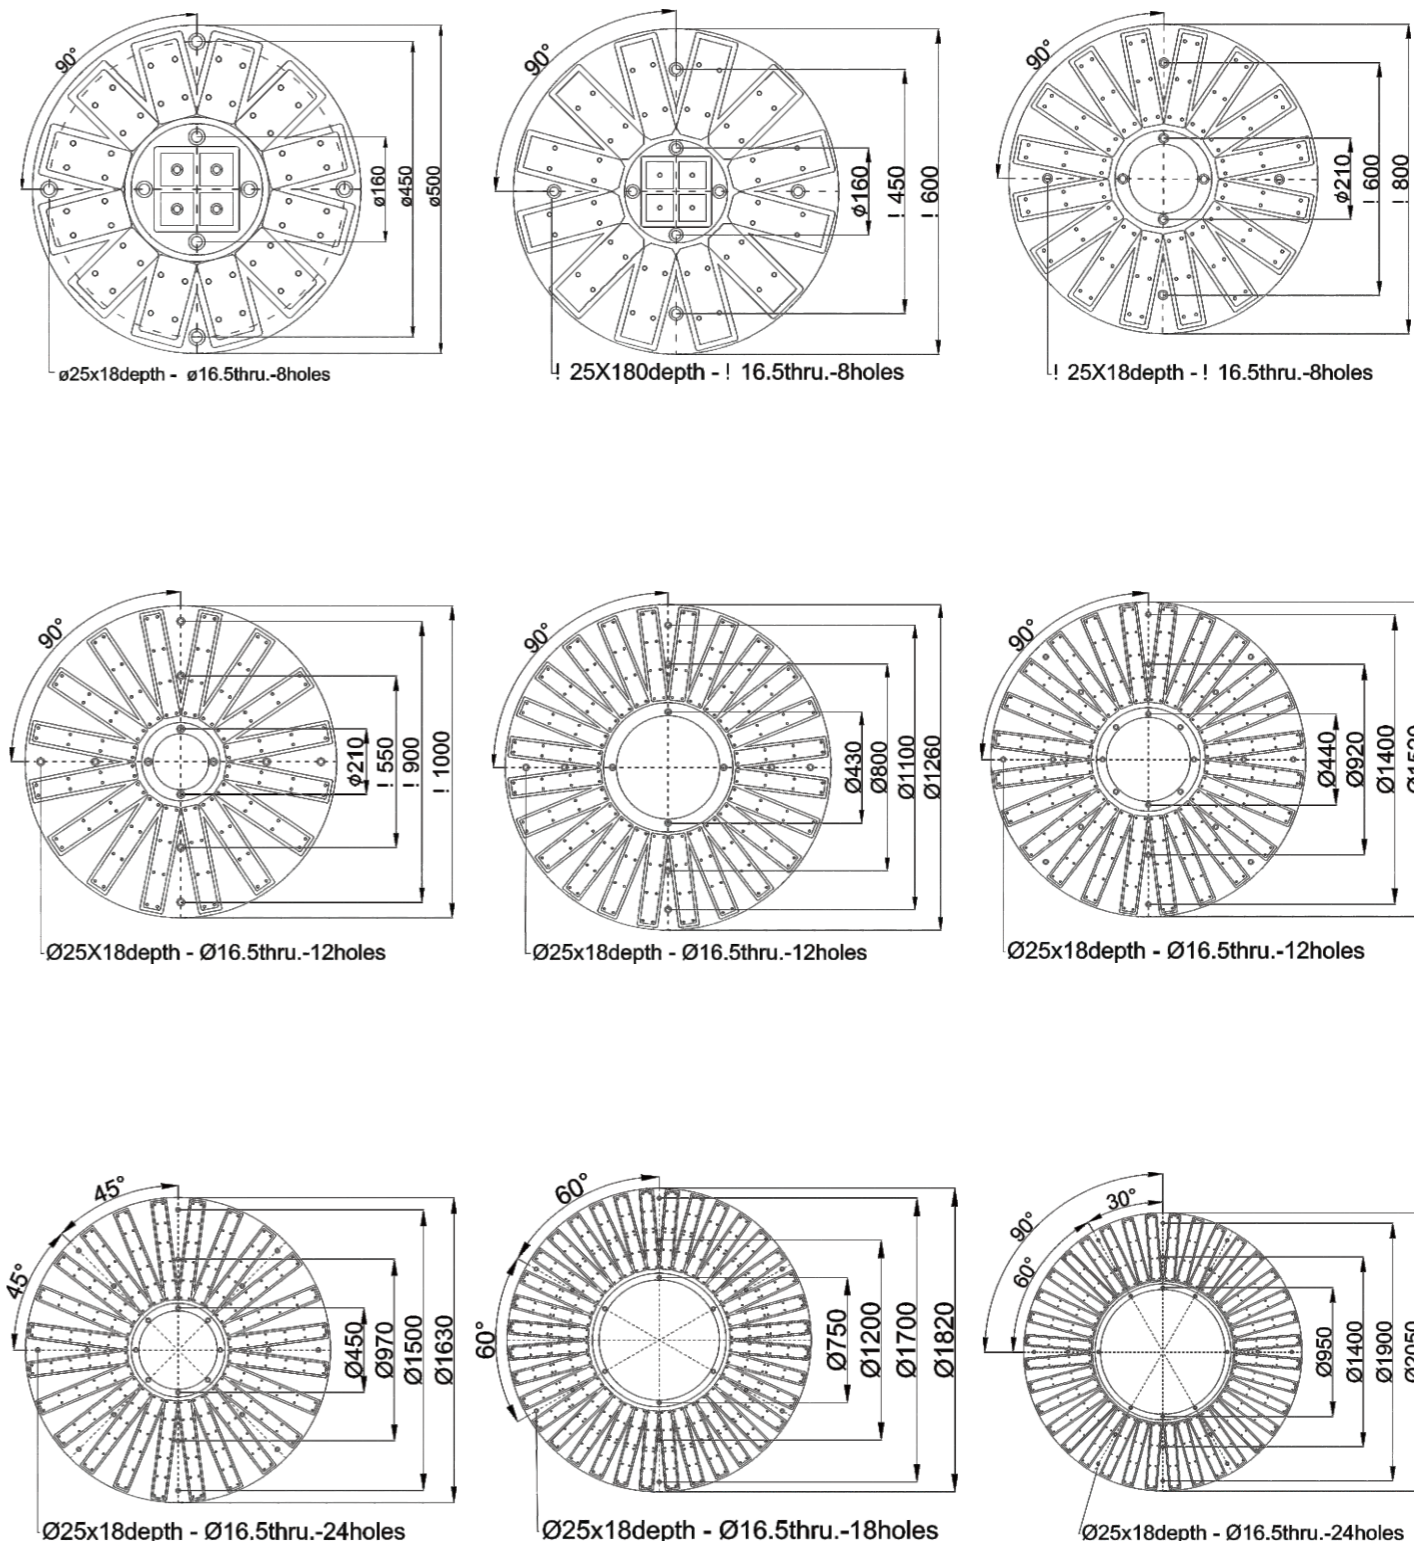 90°
ø160
ø450
ø500
ø25x18depth - ø16.5thru.-8holes
90°
ϕ160
! 450
! 600
! 25X180depth - ! 16.5thru.-8holes
90°
ϕ210
! 600
! 800
! 25X18depth - ! 16.5thru.-8holes
90°
ϕ210
! 550
! 900
! 1000
Ø25X18depth - Ø16.5thru.-12holes
90°
Ø430
Ø800
Ø1100
Ø1260
Ø25x18depth - Ø16.5thru.-12holes
90°
Ø440
Ø920
Ø1400
Ø25x18depth - Ø16.5thru.-12holes
45°
45°
Ø450
Ø970
Ø1500
Ø1630
Ø25x18depth - Ø16.5thru.-24holes
60°
60°
Ø7750
Ø1200
Ø1700
Ø1820
Ø25x18depth - Ø16.5thru.-18holes
90°
30°
60°
Ø950
Ø1400
Ø1900
Ø25x18depth - Ø16.5thru.-24holes